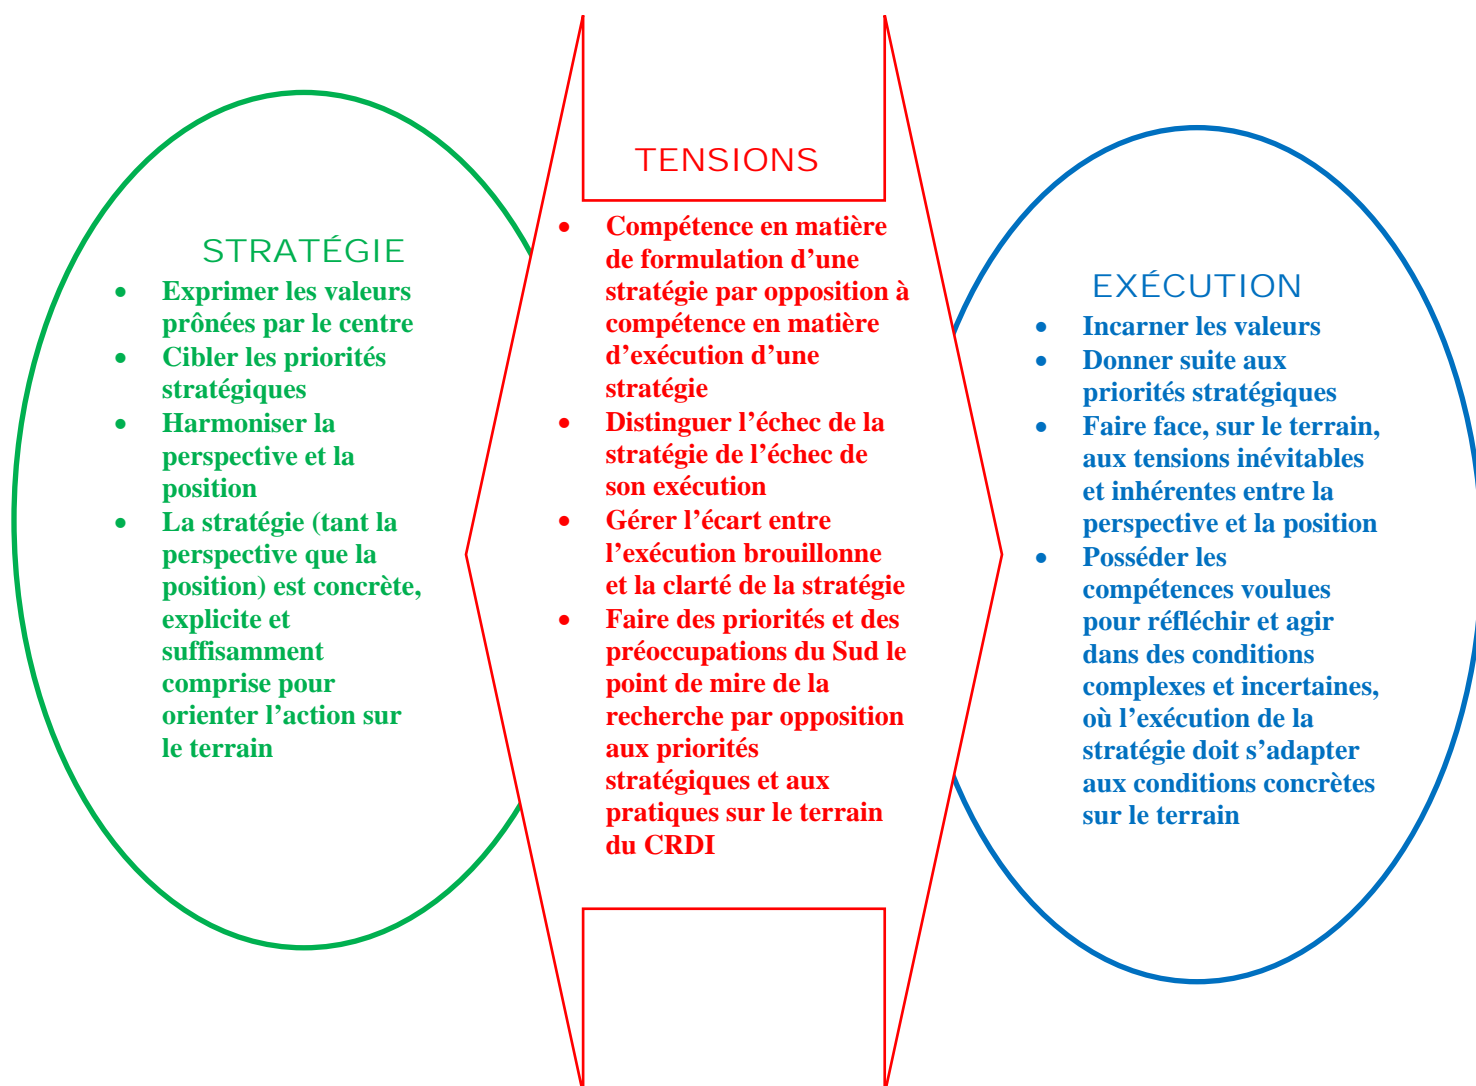 STRATÉGIE
• Exprimer les valeurs
prônées par le centre
• Cibler les priorités
stratégiques
• Harmoniser la
perspective et la
position
• La stratégie (tant la
perspective que la
position) est concrète,
explicite et
suffisamment
comprise pour
orienter l’action sur
le terrain
TENSIONS
• Compétence en matière
de formulation d’une
stratégie par opposition à
compétence en matière
d’exécution d’une
stratégie
• Distinguer l’échec de la
stratégie de l’échec de
son exécution
• Gérer l’écart entre
l’exécution brouillonne
et la clarté de la stratégie
• Faire des priorités et des
préoccupations du Sud le
point de mire de la
recherche par opposition
aux priorités
stratégiques et aux
pratiques sur le terrain
du CRDI
EXÉCUTION
• Incarner les valeurs
• Donner suite aux
priorités stratégiques
• Faire face, sur le terrain,
aux tensions inévitables
et inhérentes entre la
perspective et la position
• Posséder les
compétences voulues
pour réfléchir et agir
dans des conditions
complexes et incertaines,
où l’exécution de la
stratégie doit s’adapter
aux conditions concrètes
sur le terrain